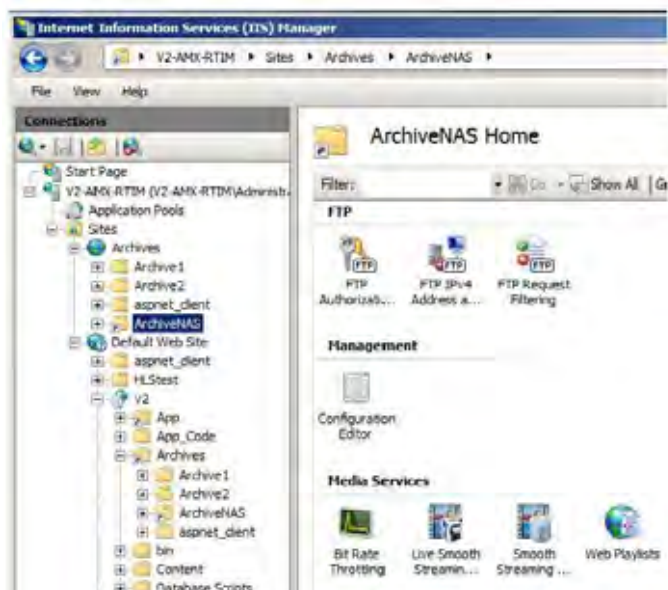 Internet Information Services (IIS) Manager
V2-AMX-RTIM Sites Archives ArchiveNAS
File View Help
Connections
Start Page
V2-AMX-RTIM (V2-AMX-RTIM\Administr
Application Pools
Sites
Archives
Archive1
Archive2
aspnet_client
ArchiveNAS
Default Web Site
aspnet_client
HLStest
v2
App
App_Code
Archives
Archive1
Archive2
ArchiveNAS
aspnet_client
bin
Content
Database Scripts
ArchiveNAS Home
Filter: Go Show All
FTP
FTP Authorizati...
FTP IPv4 Address a...
FTP Request Filtering
Management
Configuration Editor
Media Services
Bit Rate Throttling
Live Smooth Streamin...
Smooth Streaming ...
Web Playlists